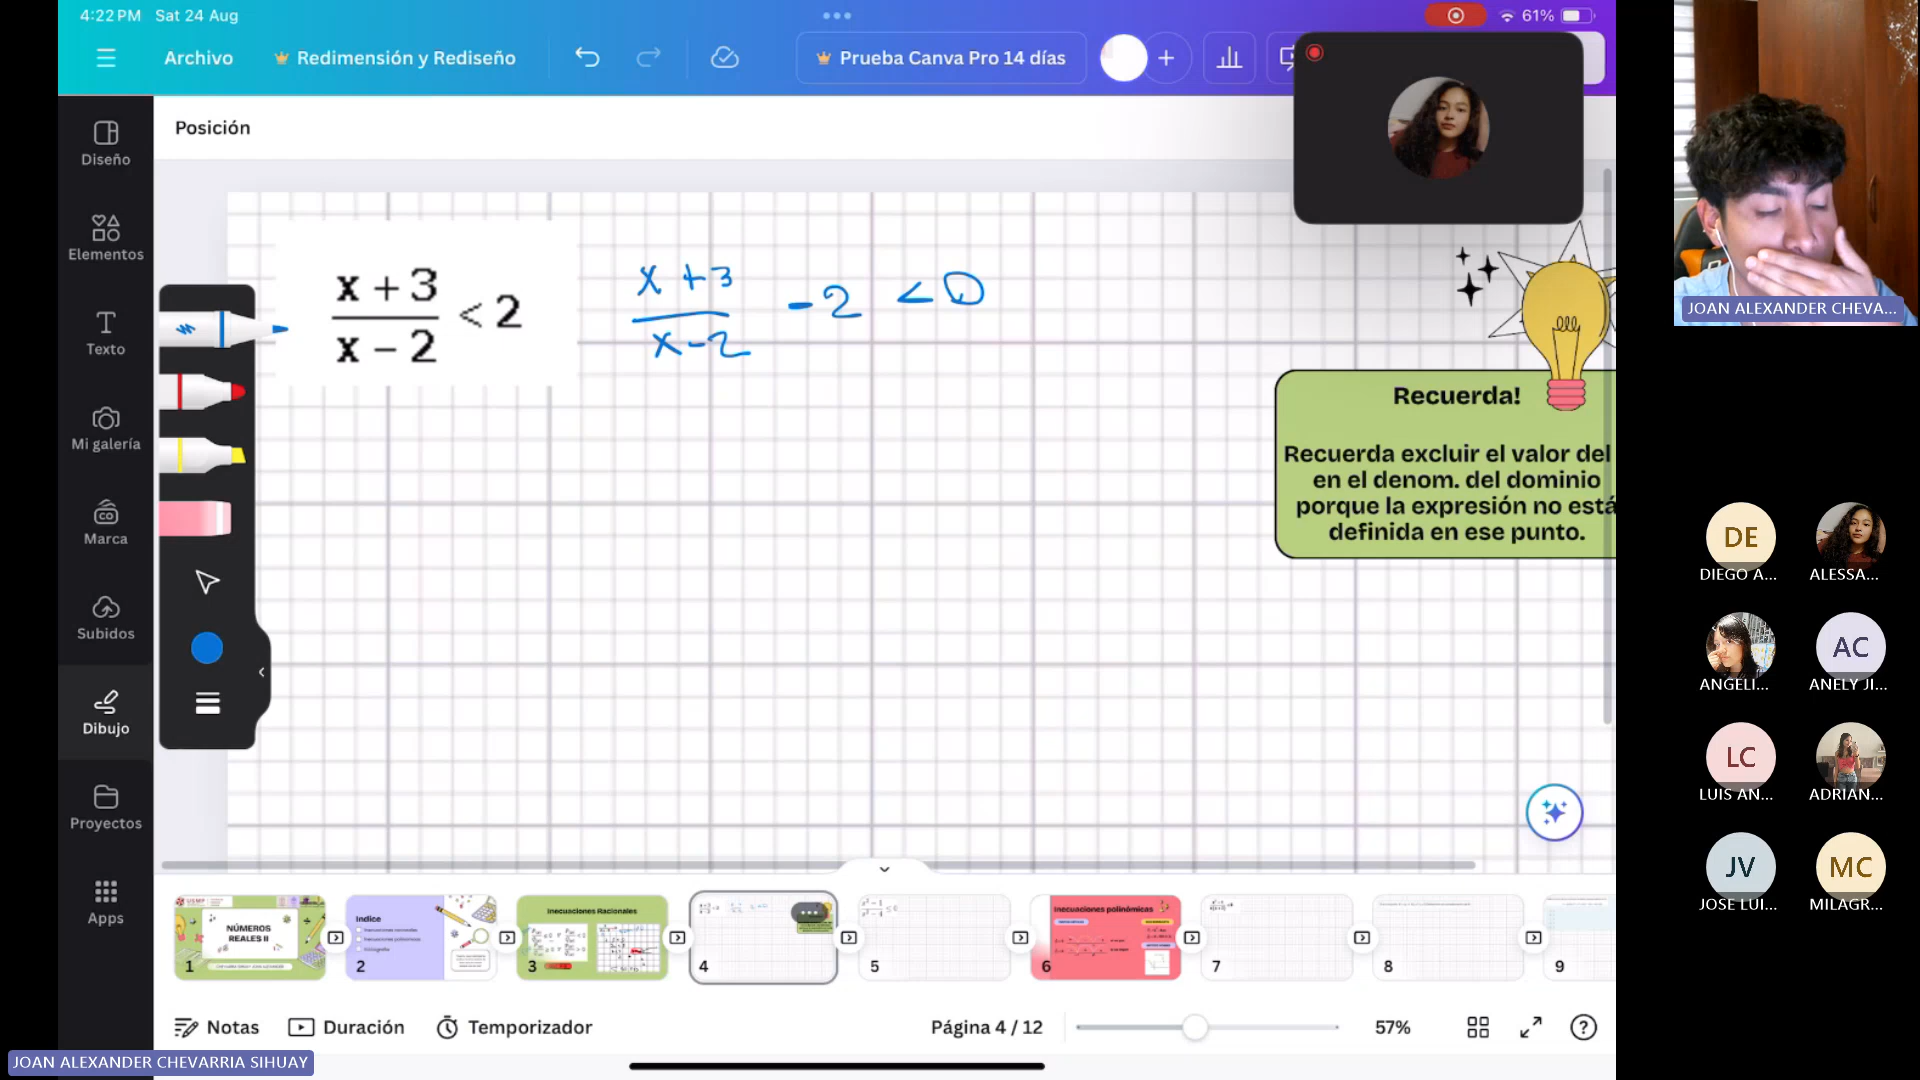 4:22 PM Sat 24 Aug
61%
Archivo
Redimensión y Rediseño
Prueba Canva Pro 14 días
Posición
Diseño
Elementos
Texto
Mi galería
Marca
Subidos
Dibujo
Proyectos
Apps
x + 3
x − 2
< 2
x + 3
x - 2
- 2 < 0
Recuerda!
Recuerda excluir el valor del
en el denom. del dominio
porque la expresión no está
definida en ese punto.
NÚMEROS
REALES II
1
Indice
2
Inecuaciones Racionales
3
4
5
Inecuaciones polinómicas
6
7
8
9
Notas
Duración
Temporizador
Página 4 / 12
57%
JOAN ALEXANDER CHEVARRIA SIHUAY
JOAN ALEXANDER CHEVA...
DE
DIEGO A...
ALESSA...
ANGELI...
AC
ANELY JI...
LC
LUIS AN...
ADRIAN...
JV
JOSE LUI...
MC
MILAGR...